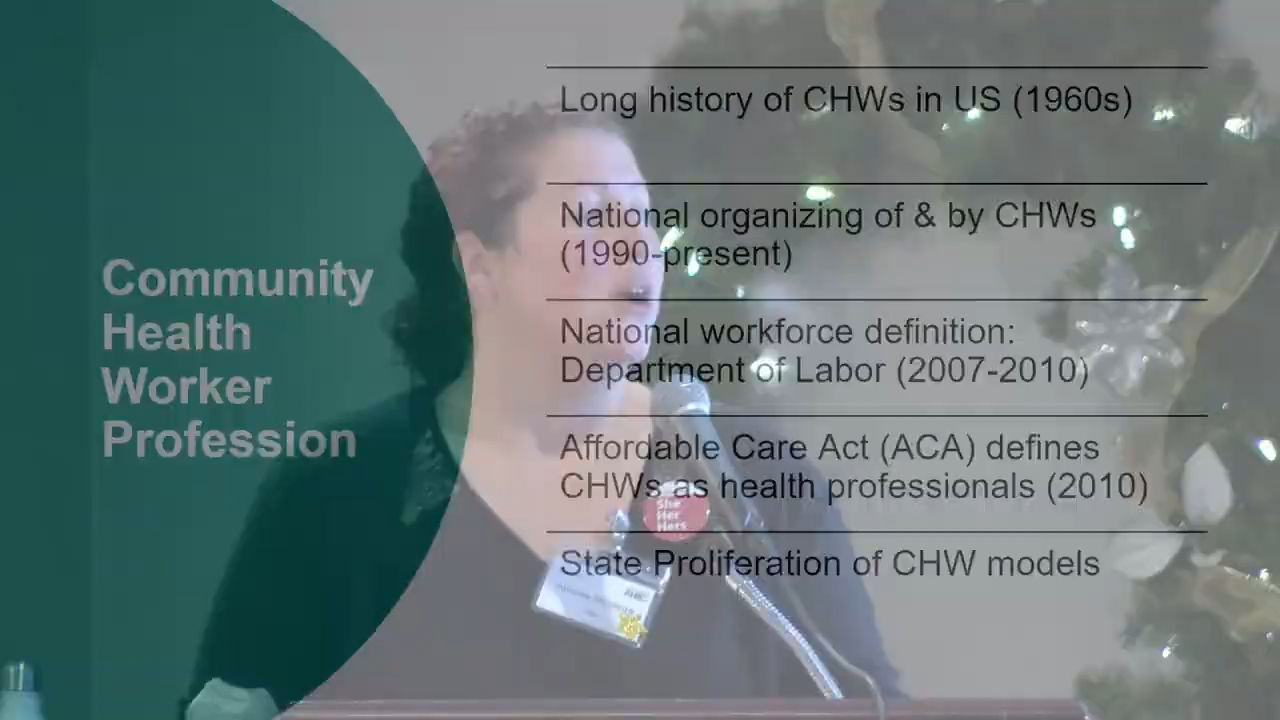 Community
Health
Worker
Profession
Long history of CHWs in US (1960s)
National organizing of & by CHWs
(1990-present)
National workforce definition:
Department of Labor (2007-2010)
Affordable Care Act (ACA) defines
CHWs as health professionals (2010)
State Proliferation of CHW models
She
Her
Hers